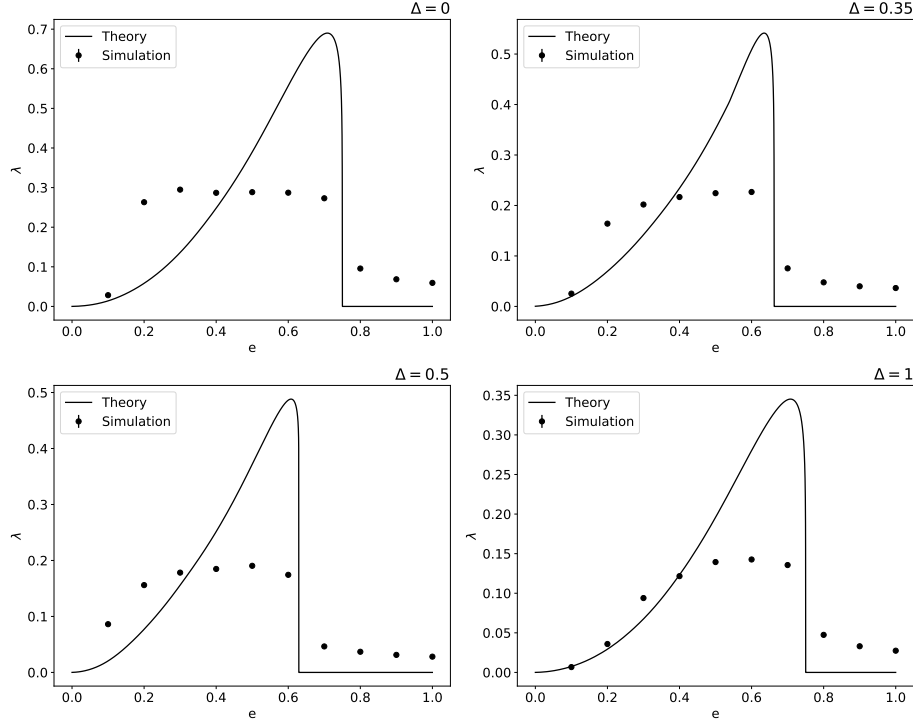 Δ = 0
0.7
0.6
0.5
0.4
0.3
0.2
0.1
0.0
λ
Theory
Simulation
0.0 0.2 0.4 0.6 0.8 1.0
e
Δ = 0.35
0.5
0.4
0.3
0.2
0.1
0.0
λ
Theory
Simulation
0.0 0.2 0.4 0.6 0.8 1.0
e
Δ = 0.5
0.5
0.4
0.3
0.2
0.1
0.0
λ
Theory
Simulation
0.0 0.2 0.4 0.6 0.8 1.0
e
Δ = 1
0.35
0.30
0.25
0.20
0.15
0.10
0.05
0.00
λ
Theory
Simulation
0.0 0.2 0.4 0.6 0.8 1.0
e